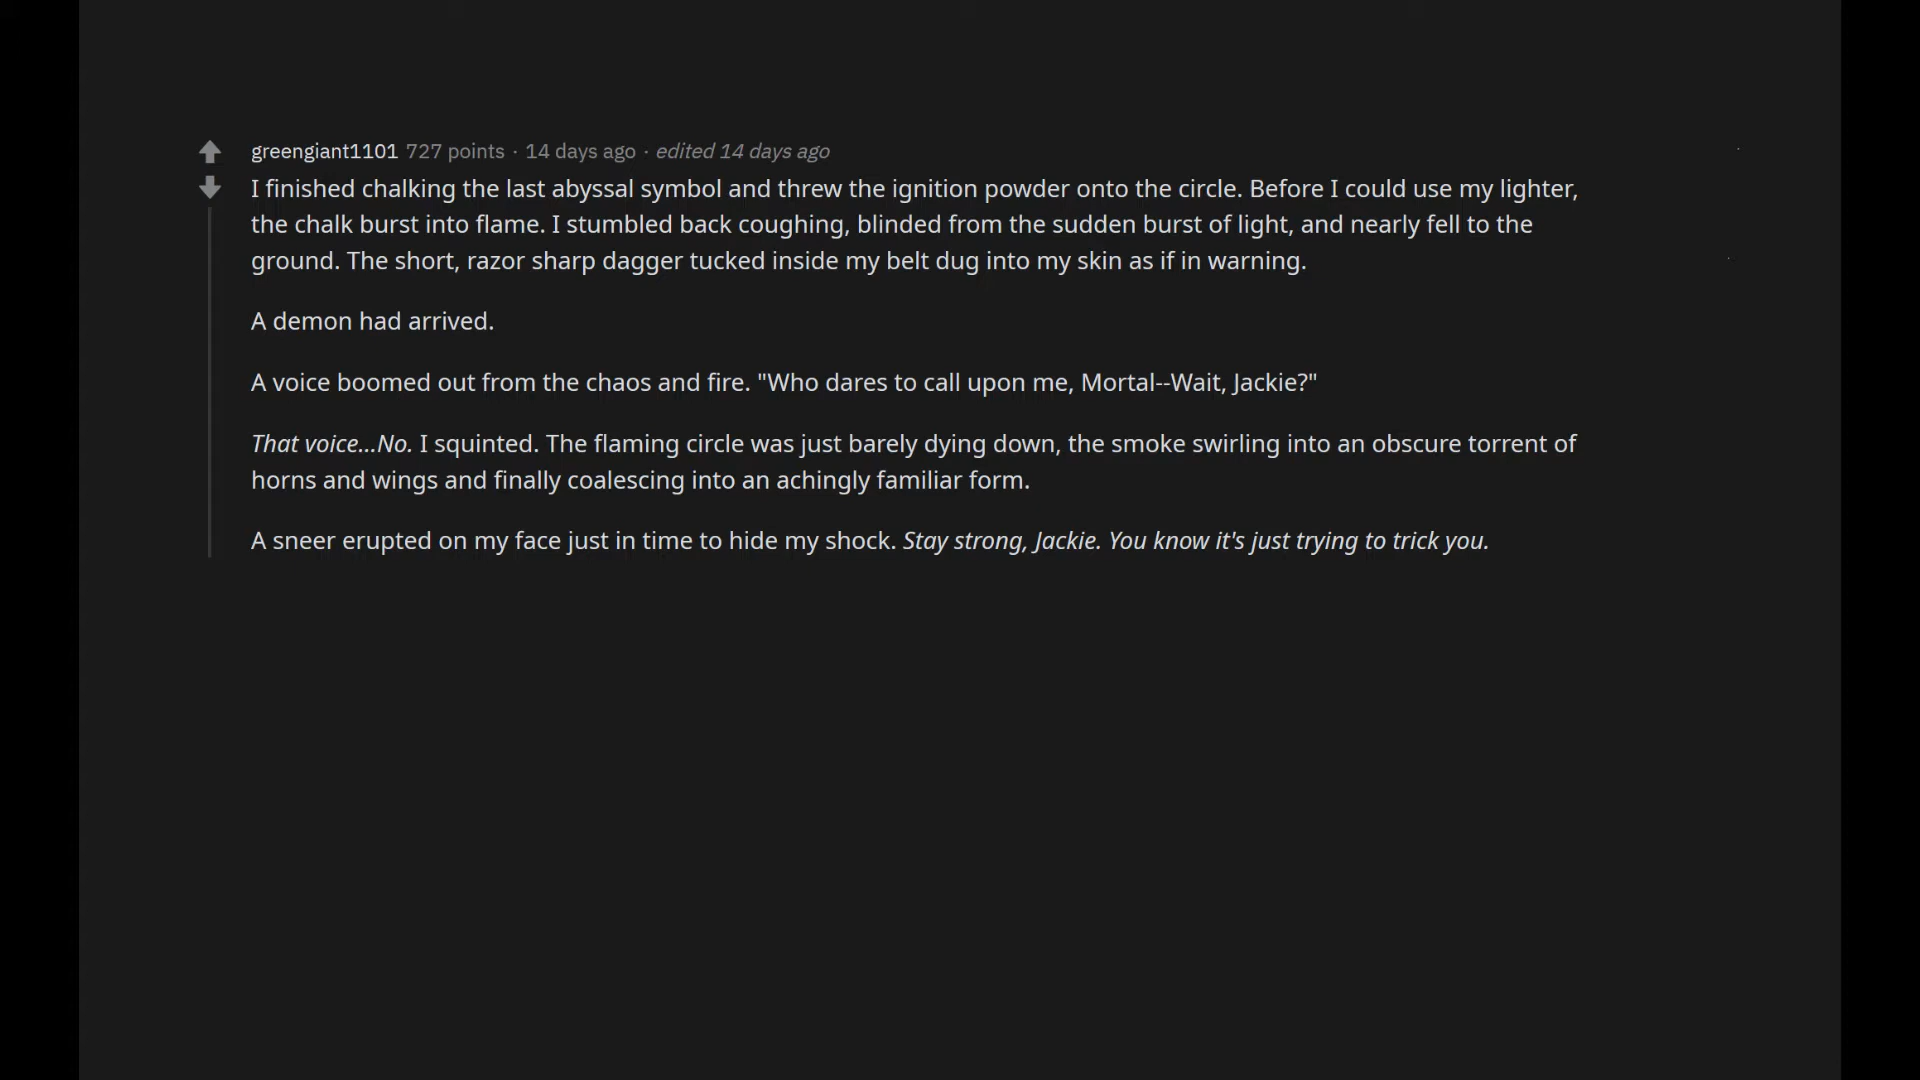 greengiant1101 727 points · 14 days ago · edited 14 days ago
I finished chalking the last abyssal symbol and threw the ignition powder onto the circle. Before I could use my lighter,
the chalk burst into flame. I stumbled back coughing, blinded from the sudden burst of light, and nearly fell to the
ground. The short, razor sharp dagger tucked inside my belt dug into my skin as if in warning.
A demon had arrived.
A voice boomed out from the chaos and fire. "Who dares to call upon me, Mortal--Wait, Jackie?"
That voice...No. I squinted. The flaming circle was just barely dying down, the smoke swirling into an obscure torrent of
horns and wings and finally coalescing into an achingly familiar form.
A sneer erupted on my face just in time to hide my shock. Stay strong, Jackie. You know it's just trying to trick you.